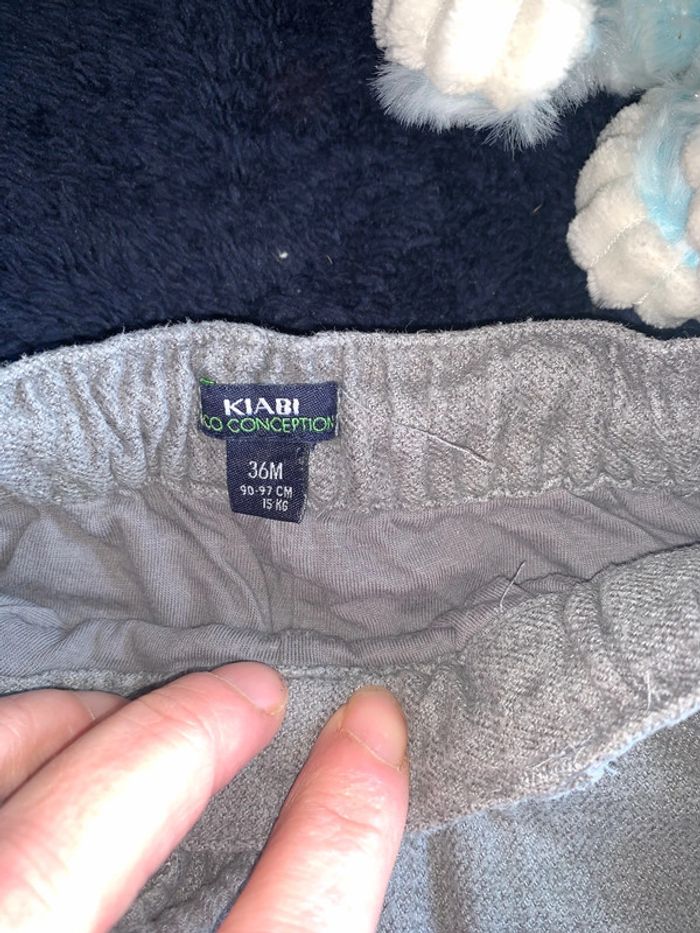 KIABI
CO CONCEPTION
36M
90-97 CM
15 KG